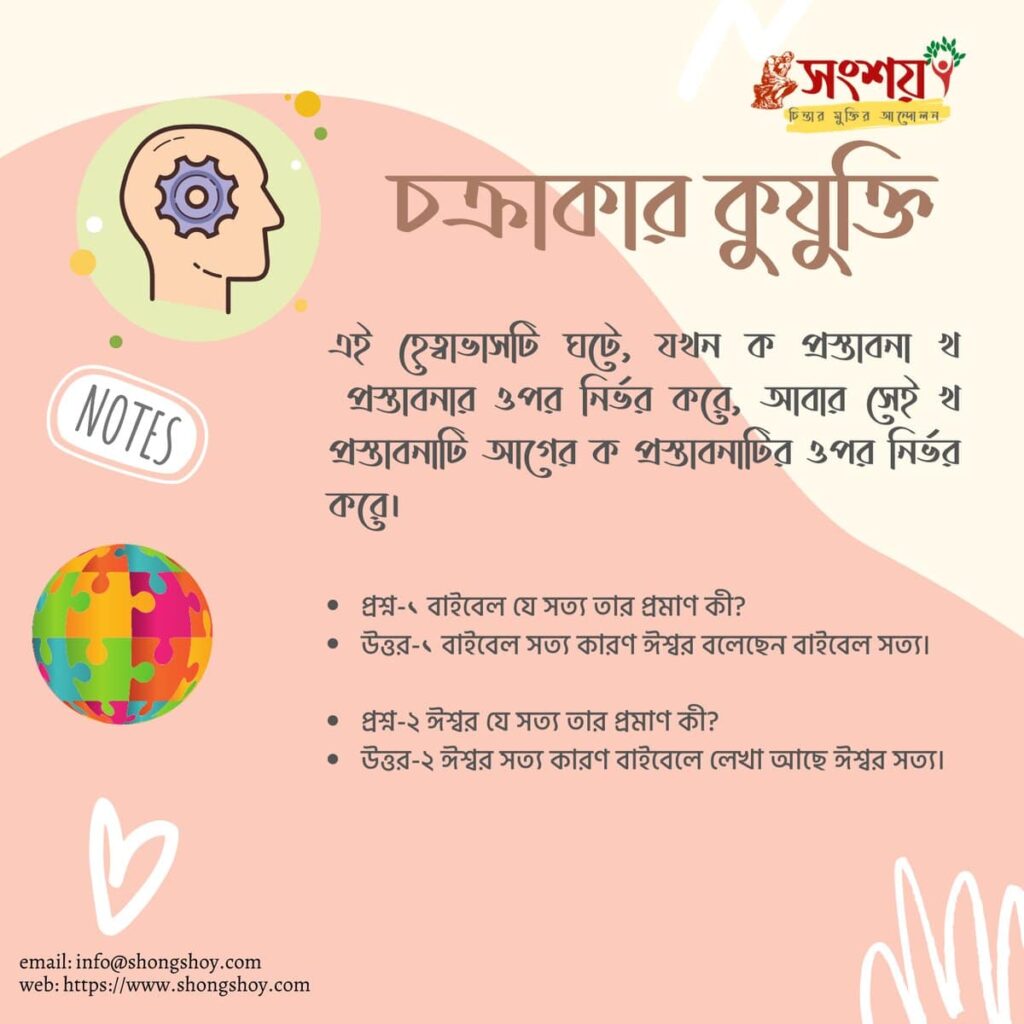 সংশয়
চিন্তার মুক্তির আন্দোলন
চক্রাকার কুযুক্তি
এই হেত্বাভাসটি ঘটে, যখন ক প্রস্তাবনা খ
প্রস্তাবনার ওপর নির্ভর করে, আবার সেই খ
প্রস্তাবনাটি আগের ক প্রস্তাবনাটির ওপর নির্ভর
করে।
NOTES
• প্রশ্ন-১ বাইবেল যে সত্য তার প্রমাণ কী?
• উত্তর-১ বাইবেল সত্য কারণ ঈশ্বর বলেছেন বাইবেল সত্য।
• প্রশ্ন-২ ঈশ্বর যে সত্য তার প্রমাণ কী?
• উত্তর-২ ঈশ্বর সত্য কারণ বাইবেলে লেখা আছে ঈশ্বর সত্য।
email: info@shongshoy.com
web: https://www.shongshoy.com